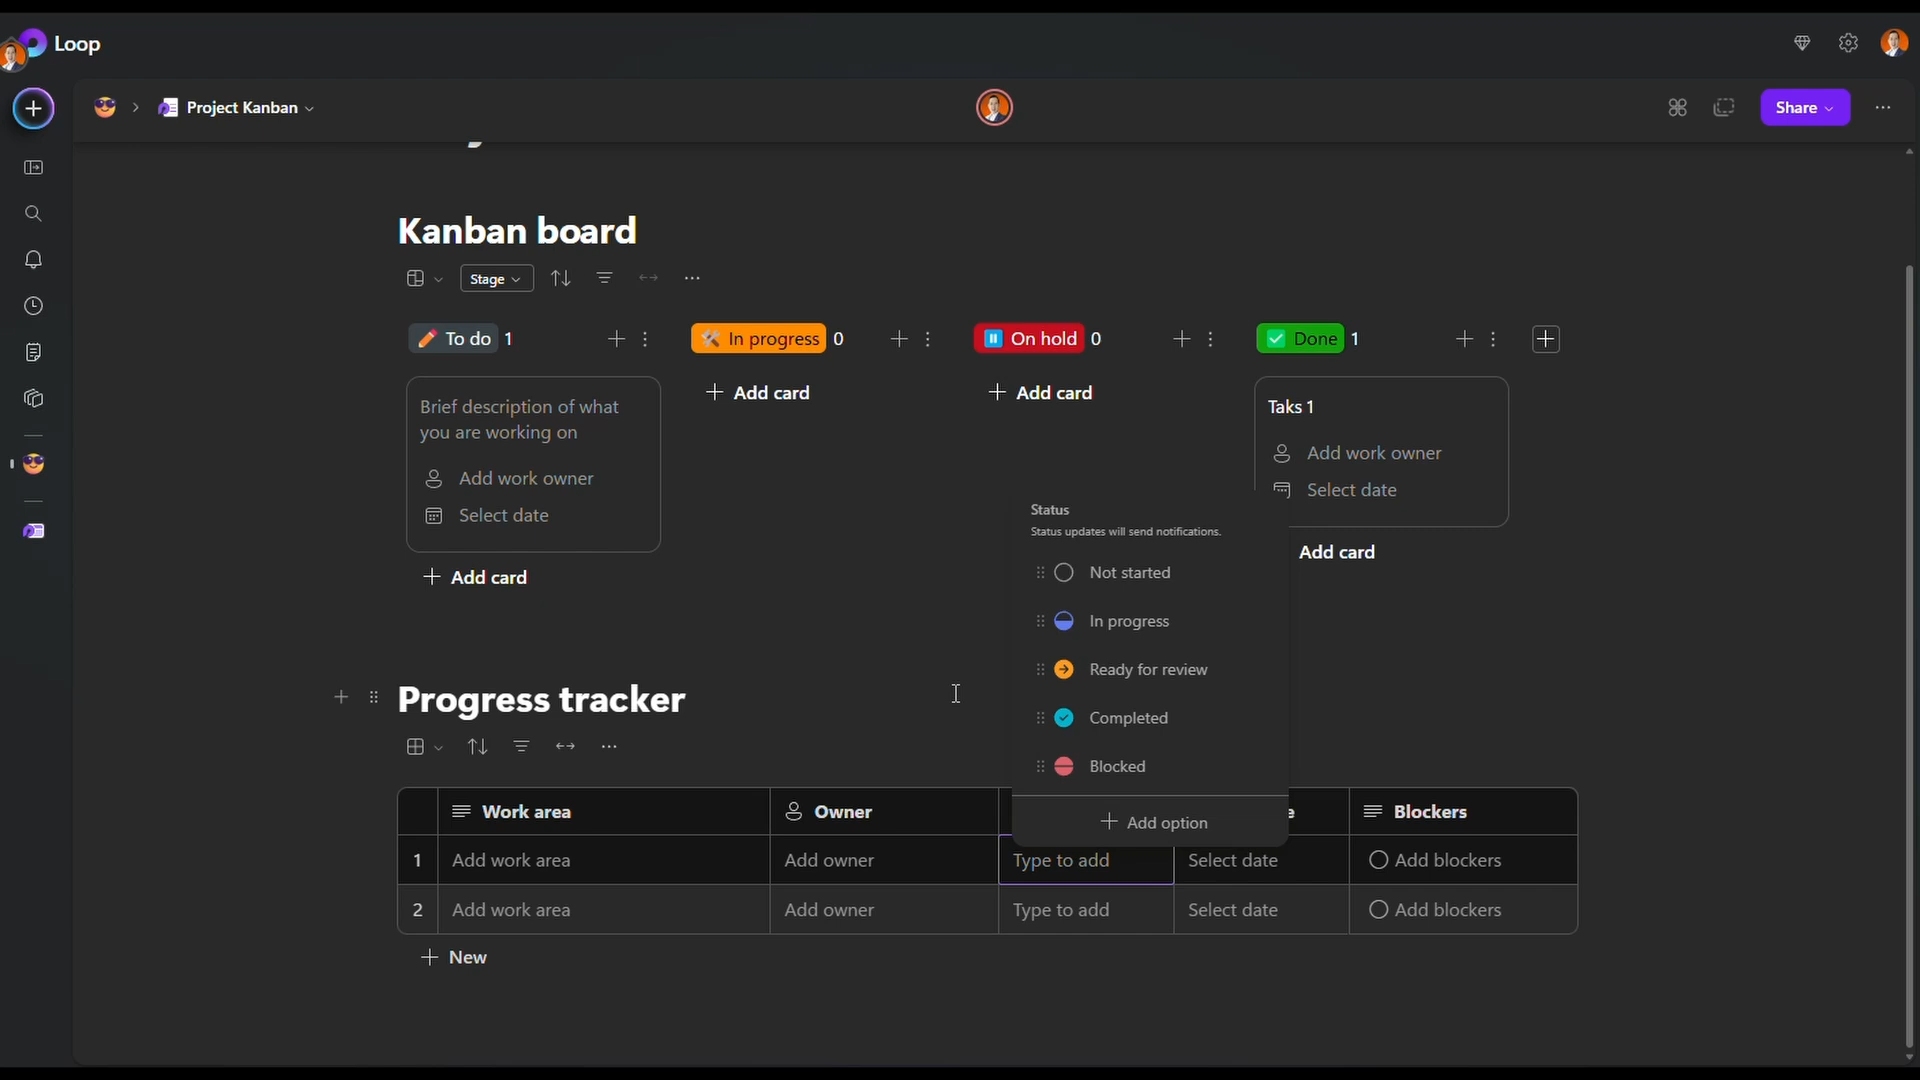 Loop
Project Kanban
Share
Kanban board
Stage
To do 1
In progress 0
On hold 0
Done 1
Brief description of what
you are working on
Add work owner
Select date
Add card
Add card
Add card
Taks 1
Add work owner
Select date
Add card
Status
Status updates will send notifications.
Not started
In progress
Ready for review
Completed
Blocked
Add option
Progress tracker
Work area Owner Blockers
1 Add work area Add owner Type to add Select date Add blockers
2 Add work area Add owner Type to add Select date Add blockers
New